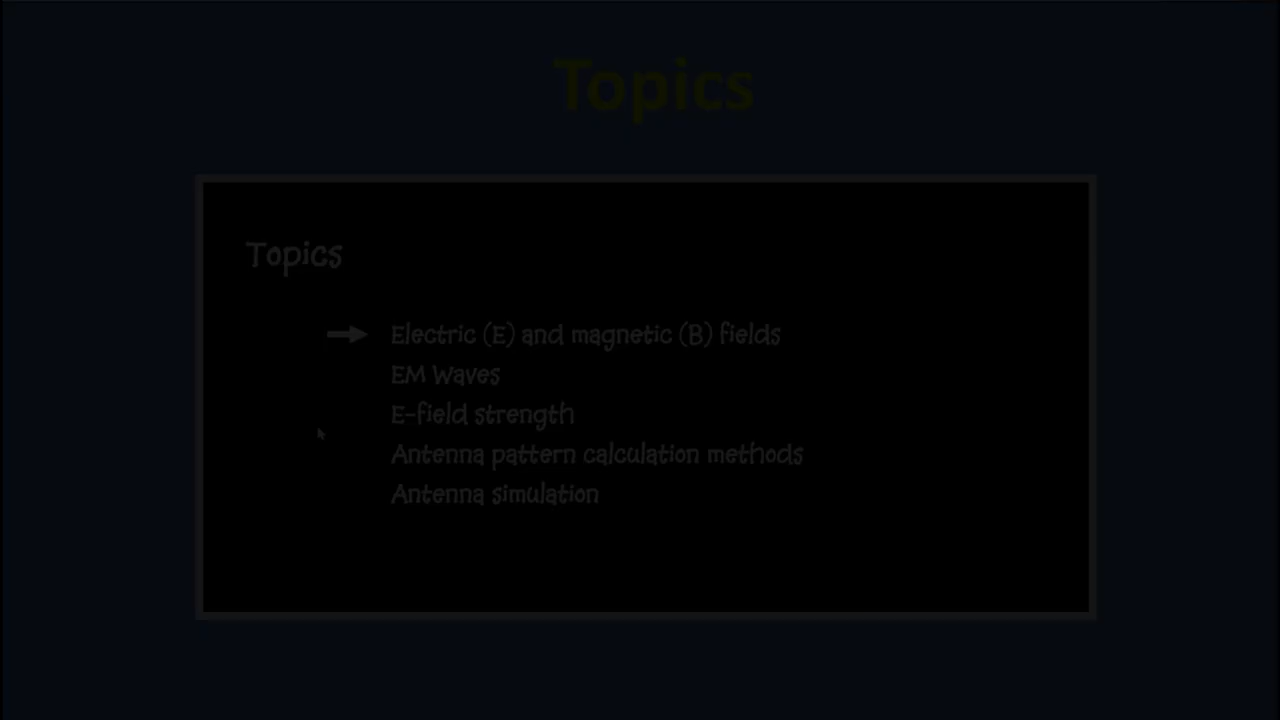 Topics
Topics
Electric (E) and magnetic (B) fields
EM Waves
E-field strength
Antenna pattern calculation methods
Antenna simulation